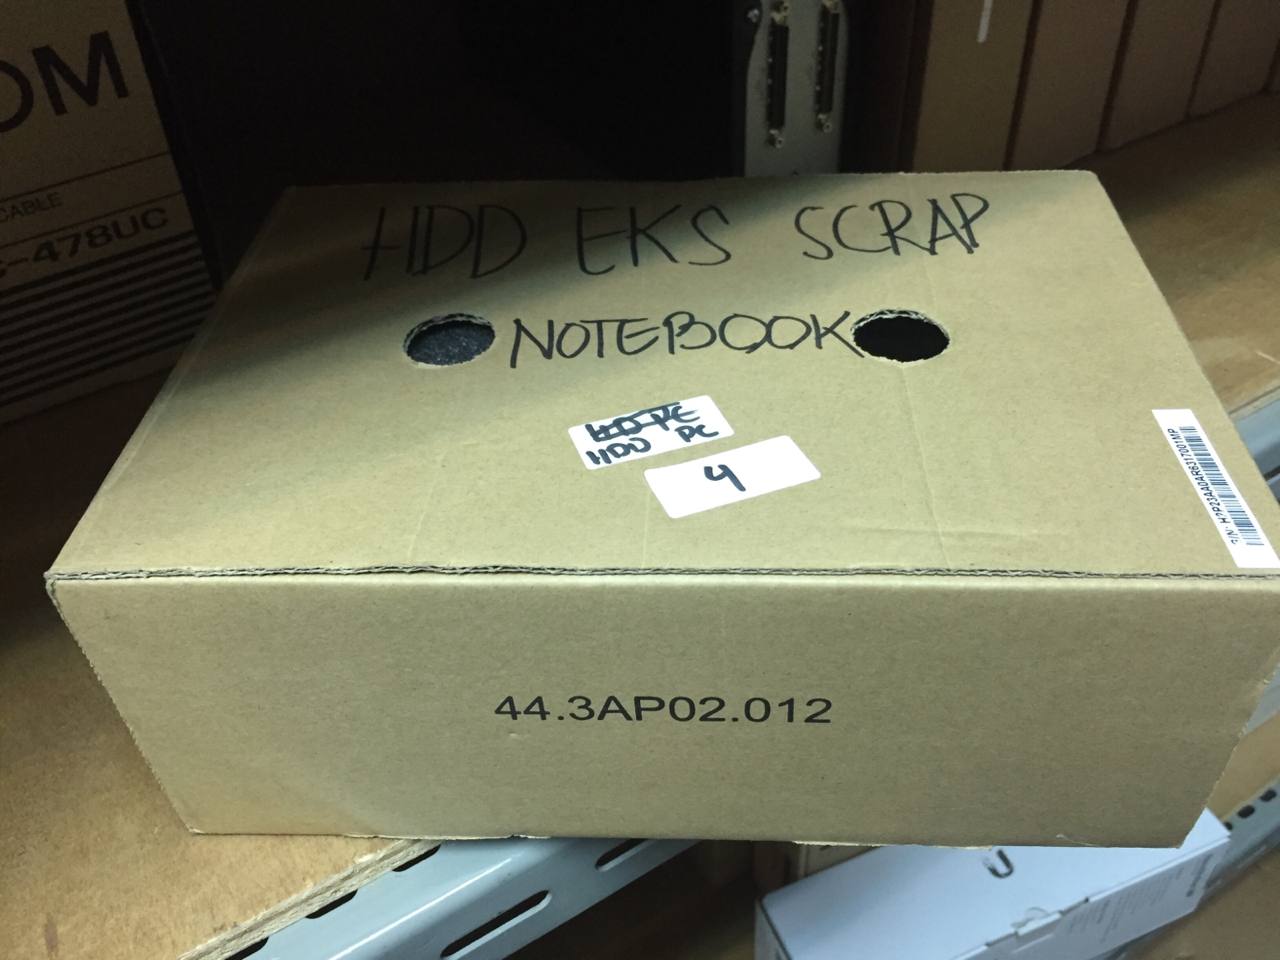 OM
CABLE
-478UC
HDD EKS SCRAP
NOTEBOOK
HDD PC
4
44.3AP02.012